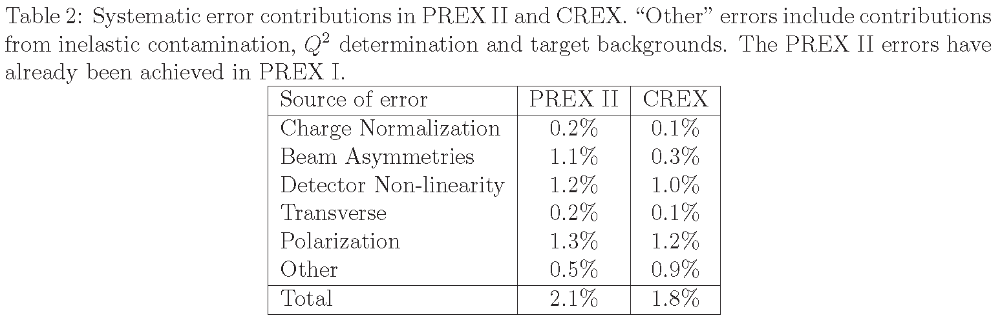 Table 2: Systematic error contributions in PREX II and CREX. “Other” errors include contributions
from inelastic contamination, Q² determination and target backgrounds. The PREX II errors have
already been achieved in PREX I.
Source of error PREX II CREX
Charge Normalization 0.2% 0.1%
Beam Asymmetries 1.1% 0.3%
Detector Non-linearity 1.2% 1.0%
Transverse 0.2% 0.1%
Polarization 1.3% 1.2%
Other 0.5% 0.9%
Total 2.1% 1.8%